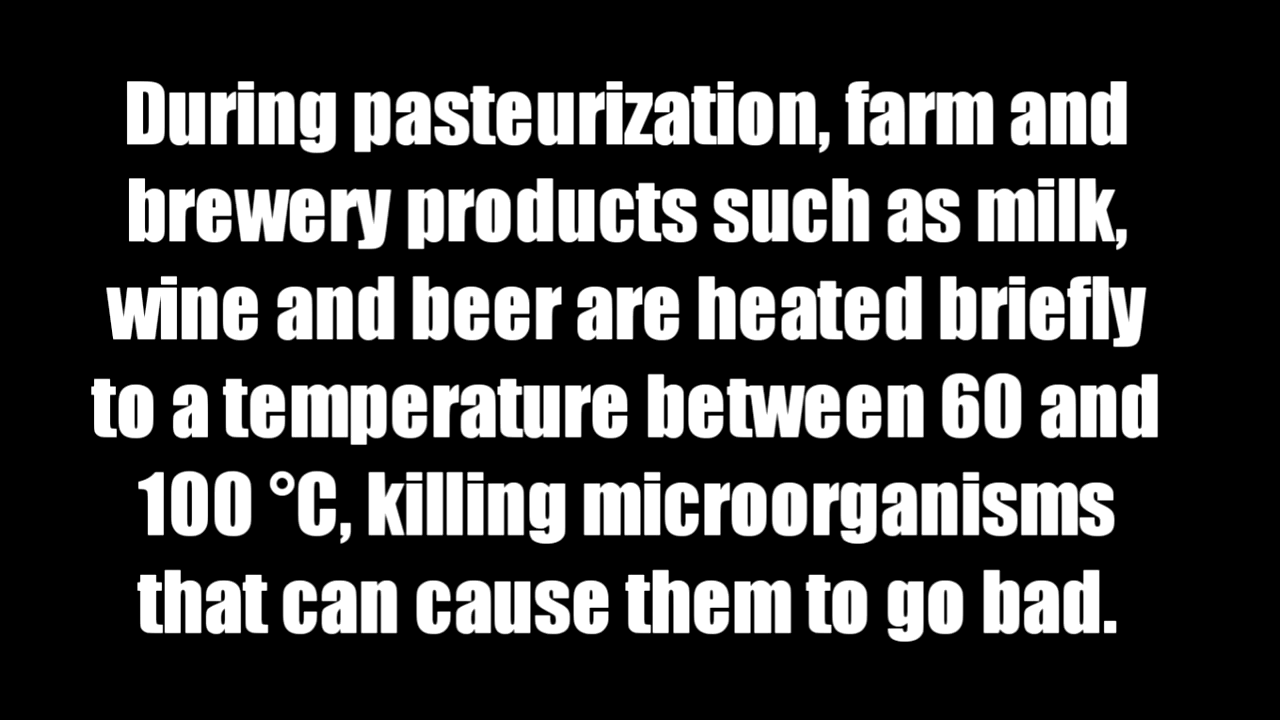 During pasteurization, farm and
brewery products such as milk,
wine and beer are heated briefly
to a temperature between 60 and
100 °C, killing microorganisms
that can cause them to go bad.